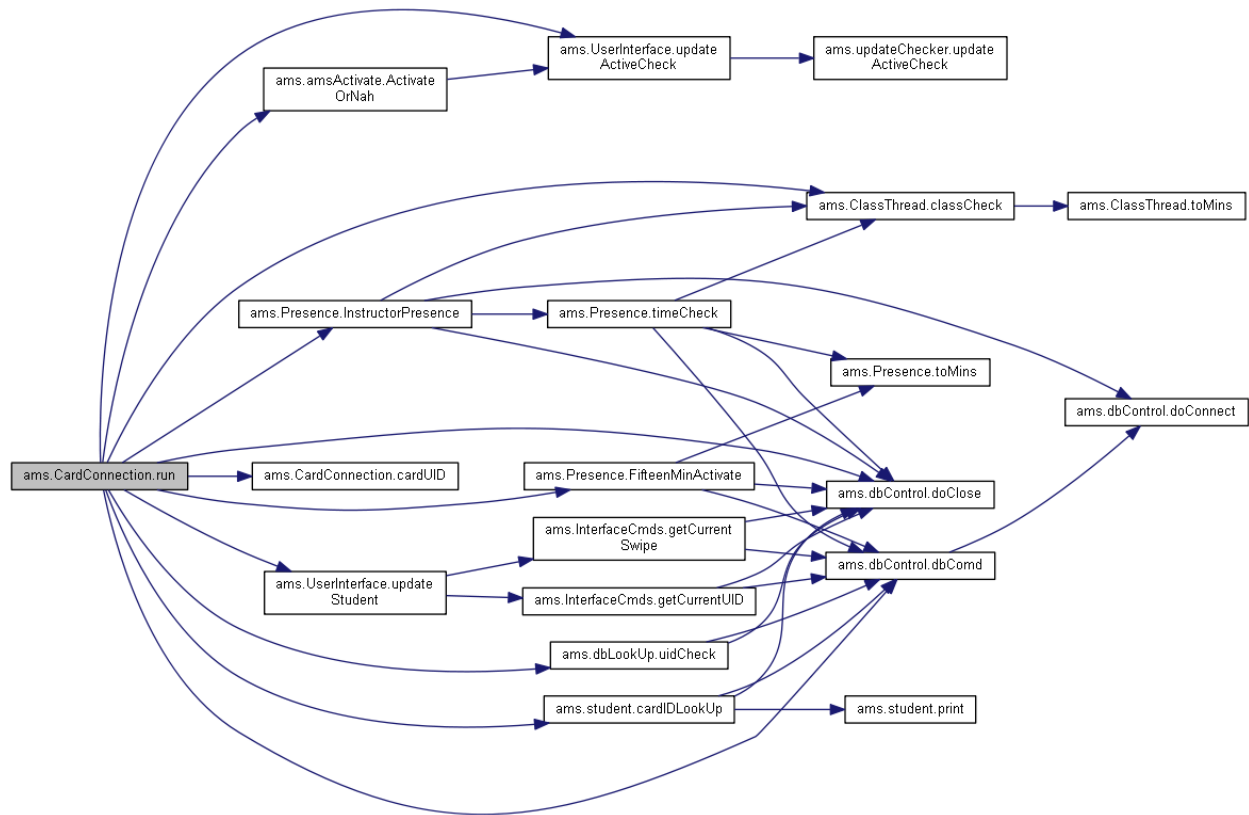 ams.UserInterface.update
ActiveCheck
ams.updateChecker.update
ActiveCheck
ams.amsActivate.Activate
OrNah
ams.ClassThread.classCheck
ams.ClassThread.toMins
ams.Presence.InstructorPresence
ams.Presence.timeCheck
ams.Presence.toMins
ams.dbControl.doConnect
ams.CardConnection.run
ams.CardConnection.cardUID
ams.Presence.FifteenMinActivate
ams.dbControl.doClose
ams.InterfaceCmds.getCurrent
Swipe
ams.dbControl.dbComd
ams.UserInterface.update
Student
ams.InterfaceCmds.getCurrentUID
ams.dbLookUp.uidCheck
ams.student.cardIDLookUp
ams.student.print